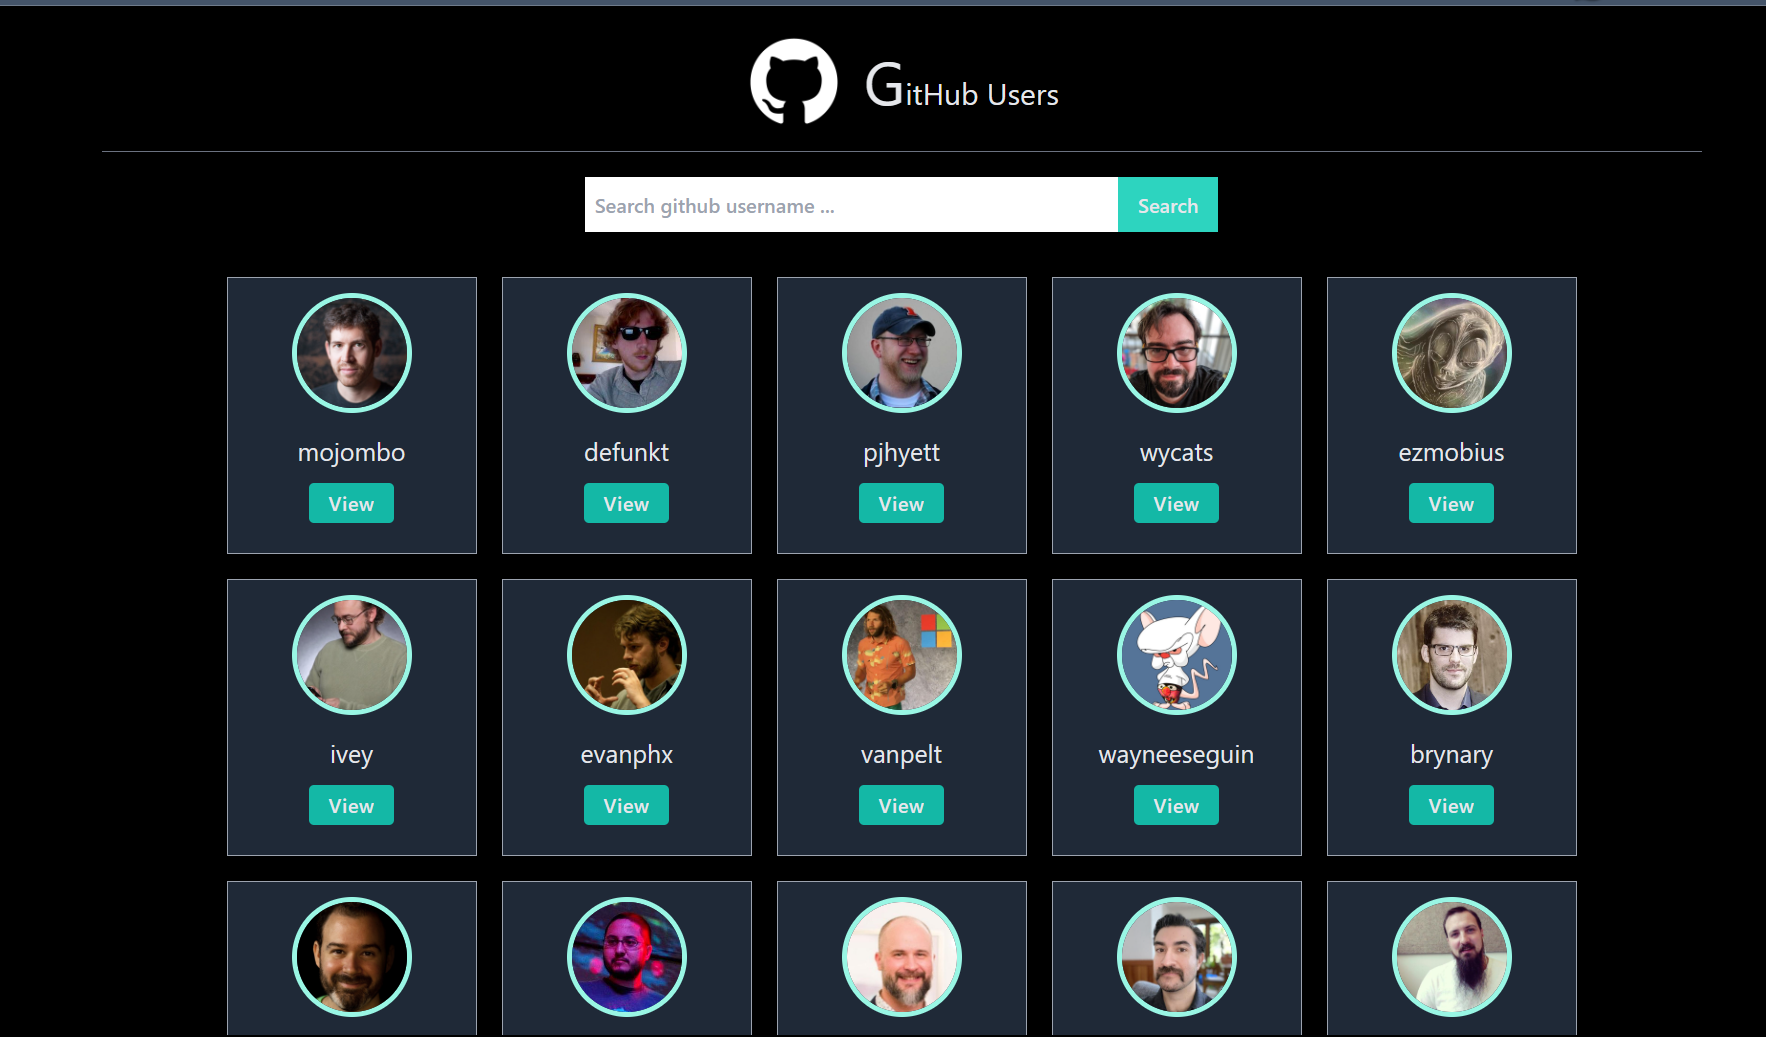 GitHub Users
Search github username ...
Search
mojombo
defunkt
pjhyett
wycats
ezmobius
View
View
View
View
View
ivey
evanphx
vanpelt
wayneeseguin
brynary
View
View
View
View
View